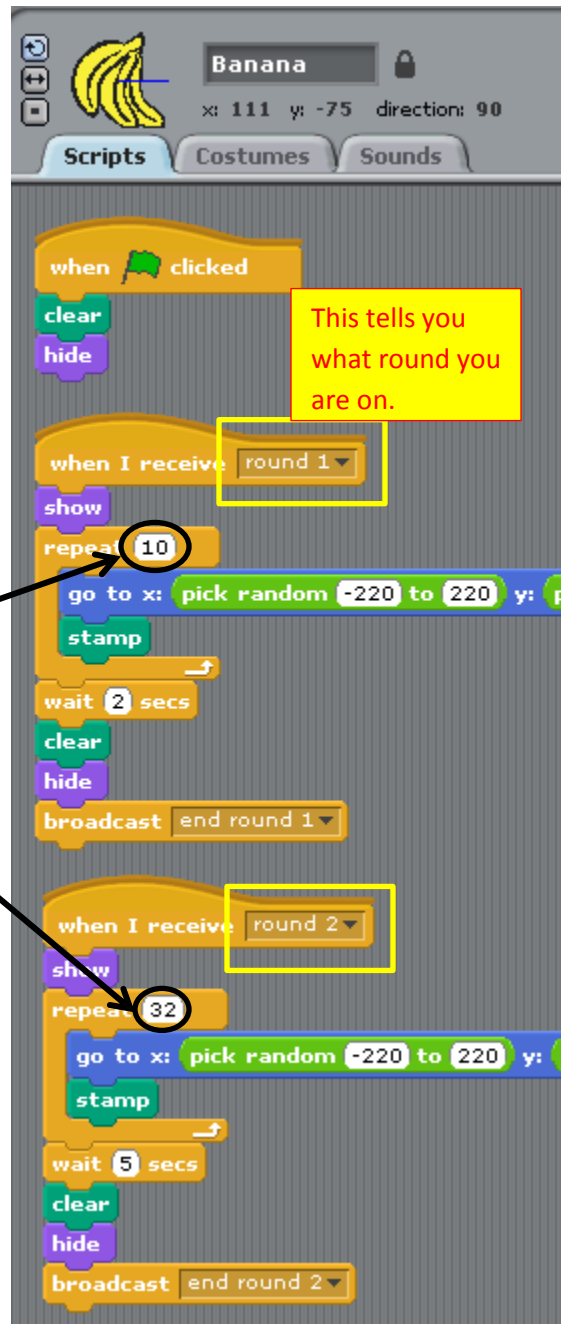 Banana
x: 111 y: -75 direction: 90
Scripts Costumes Sounds
when clicked
clear
hide
This tells you
what round you
are on.
when I receive round 1
show
repeat 10
go to x: pick random -220 to 220 y: p
stamp
wait 2 secs
clear
hide
broadcast end round 1
when I receive round 2
show
repeat 32
go to x: pick random -220 to 220 y:
stamp
wait 5 secs
clear
hide
broadcast end round 2